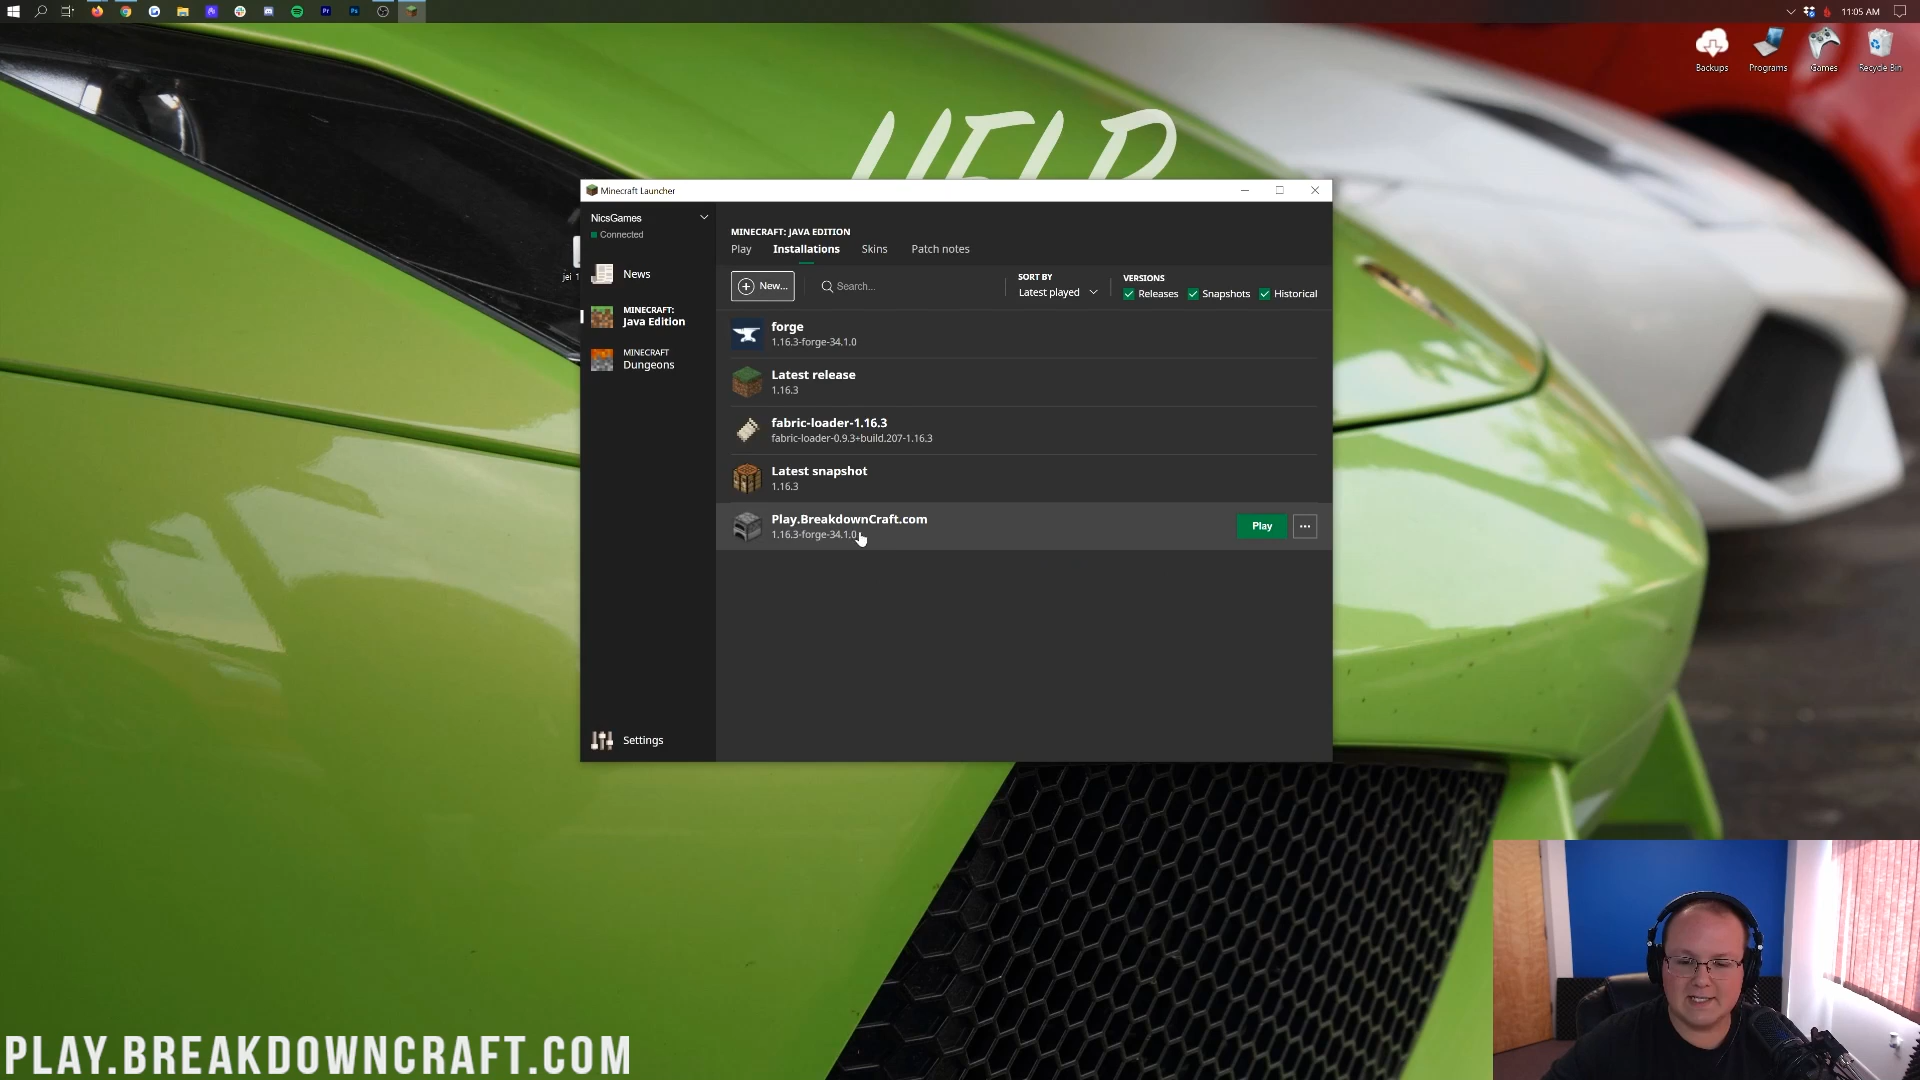 11:05 AM
Backups
Programs
Games
Recycle Bin
HELP
Minecraft Launcher
NicsGames
Connected
News
MINECRAFT:
Java Edition
MINECRAFT
Dungeons
Settings
MINECRAFT: JAVA EDITION
Play
Installations
Skins
Patch notes
New...
Search...
SORT BY
Latest played
VERSIONS
Releases
Snapshots
Historical
forge
1.16.3-forge-34.1.0
Latest release
1.16.3
fabric-loader-1.16.3
fabric-loader-0.9.3+build.207-1.16.3
Latest snapshot
1.16.3
Play.BreakdownCraft.com
1.16.3-forge-34.1.0
Play
jei 1
PLAY.BREAKDOWNCRAFT.COM